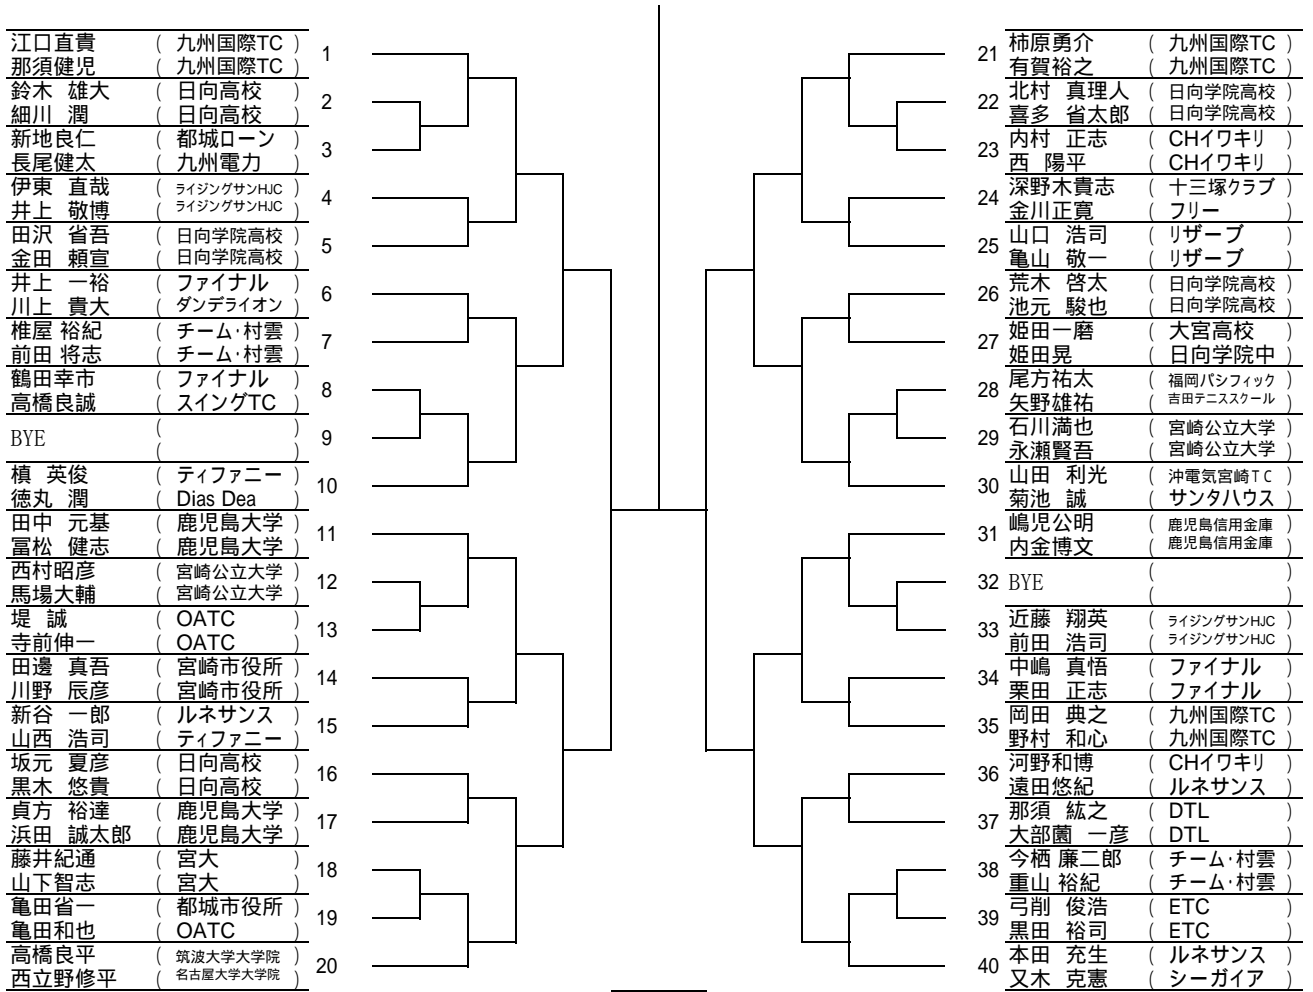 江口直貴 ( 九州国際TC ) 1
那須健児 ( 九州国際TC )
鈴木 雄大 ( 日向高校 ) 2
細川 潤 ( 日向高校 )
新地良仁 ( 都城ローン ) 3
長尾健太 ( 九州電力 )
伊東 直哉 ( ライジングサンHJC ) 4
井上 敬博 ( ライジングサンHJC )
田沢 省吾 ( 日向学院高校 ) 5
金田 頼宣 ( 日向学院高校 )
井上 一裕 ( ファイナル ) 6
川上 貴大 ( ダンデライオン )
椎屋 裕紀 ( チーム・村雲 ) 7
前田 将志 ( チーム・村雲 )
鶴田幸市 ( ファイナル ) 8
高橋良誠 ( スイングTC )
BYE ( ) 9
( )
槙 英俊 ( ティファニー ) 10
徳丸 潤 ( Dias Dea )
田中 元基 ( 鹿児島大学 ) 11
冨松 健志 ( 鹿児島大学 )
西村昭彦 ( 宮崎公立大学 ) 12
馬場大輔 ( 宮崎公立大学 )
堤 誠 ( OATC ) 13
寺前伸一 ( OATC )
田邊 真吾 ( 宮崎市役所 ) 14
川野 辰彦 ( 宮崎市役所 )
新谷 一郎 ( ルネサンス ) 15
山西 浩司 ( ティファニー )
坂元 夏彦 ( 日向高校 ) 16
黒木 悠貴 ( 日向高校 )
貞方 裕達 ( 鹿児島大学 ) 17
浜田 誠太郎 ( 鹿児島大学 )
藤井紀通 ( 宮大 ) 18
山下智志 ( 宮大 )
亀田省一 ( 都城市役所 ) 19
亀田和也 ( OATC )
高橋良平 ( 筑波大学大学院 ) 20
西立野修平 ( 名古屋大学大学院 )
21 柿原勇介 ( 九州国際TC )
有賀裕之 ( 九州国際TC )
22 北村 真理人 ( 日向学院高校 )
喜多 省太郎 ( 日向学院高校 )
23 内村 正志 ( CHイワキリ )
西 陽平 ( CHイワキリ )
24 深野木貴志 ( 十三塚クラブ )
金川正寛 ( フリー )
25 山口 浩司 ( リザーブ )
亀山 敬一 ( リザーブ )
26 荒木 啓太 ( 日向学院高校 )
池元 駿也 ( 日向学院高校 )
27 姫田一磨 ( 大宮高校 )
姫田晃 ( 日向学院中 )
28 尾方祐太 ( 福岡パシフィック )
矢野雄祐 ( 吉田テニススクール )
29 石川満也 ( 宮崎公立大学 )
永瀬賢吾 ( 宮崎公立大学 )
30 山田 利光 ( 沖電気宮崎TC )
菊池 誠 ( サンタハウス )
31 嶋児公明 ( 鹿児島信用金庫 )
内金博文 ( 鹿児島信用金庫 )
32 BYE ( )
( )
33 近藤 翔英 ( ライジングサンHJC )
前田 浩司 ( ライジングサンHJC )
34 中嶋 真悟 ( ファイナル )
栗田 正志 ( ファイナル )
35 岡田 典之 ( 九州国際TC )
野村 和心 ( 九州国際TC )
36 河野和博 ( CHイワキリ )
遠田悠紀 ( ルネサンス )
37 那須 紘之 ( DTL )
大部薗 一彦 ( DTL )
38 今栖 廉二郎 ( チーム・村雲 )
重山 裕紀 ( チーム・村雲 )
39 弓削 俊浩 ( ETC )
黒田 裕司 ( ETC )
40 本田 充生 ( ルネサンス )
又木 克憲 ( シーガイア )